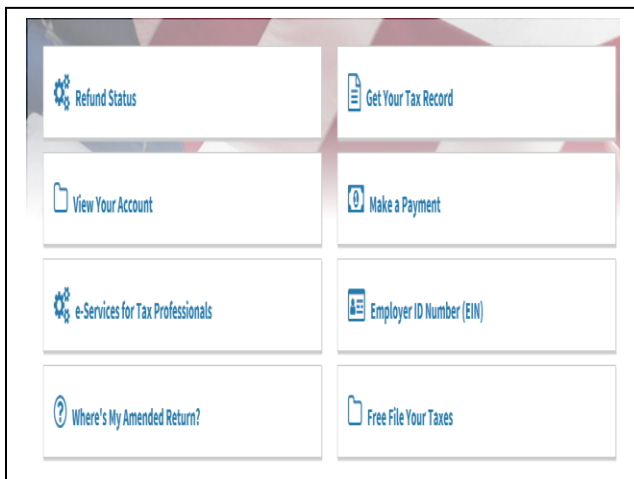 Refund Status
Get Your Tax Record
View Your Account
Make a Payment
e-Services for Tax Professionals
Employer ID Number (EIN)
Where's My Amended Return?
Free File Your Taxes